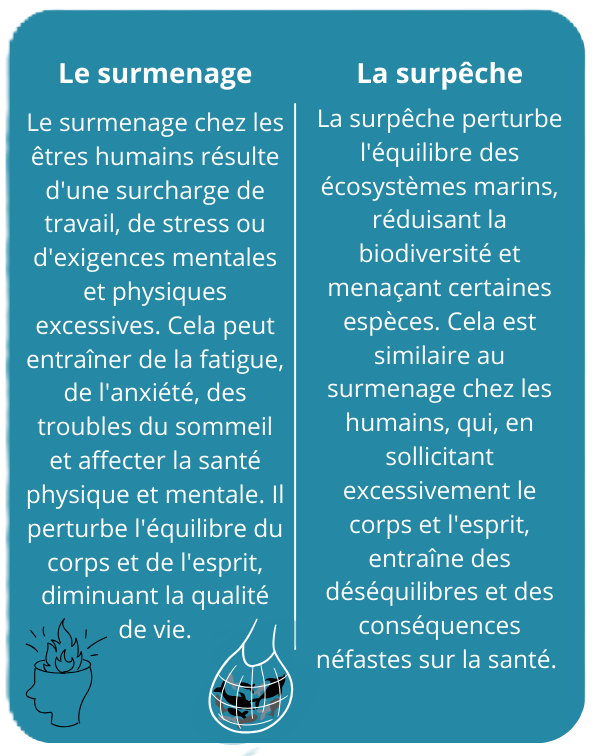 Le surmenage
Le surmenage chez les
êtres humains résulte
d'une surcharge de
travail, de stress ou
d'exigences mentales
et physiques
excessives. Cela peut
entraîner de la fatigue,
de l'anxiété, des
troubles du sommeil
et affecter la santé
physique et mentale. Il
perturbe l'équilibre du
corps et de l'esprit,
diminuant la qualité
de vie.
La surpêche
La surpêche perturbe
l'équilibre des
écosystèmes marins,
réduisant la
biodiversité et
menaçant certaines
espèces. Cela est
similaire au
surmenage chez les
humains, qui, en
sollicitant
excessivement le
corps et l'esprit,
entraîne des
déséquilibres et des
conséquences
néfastes sur la santé.